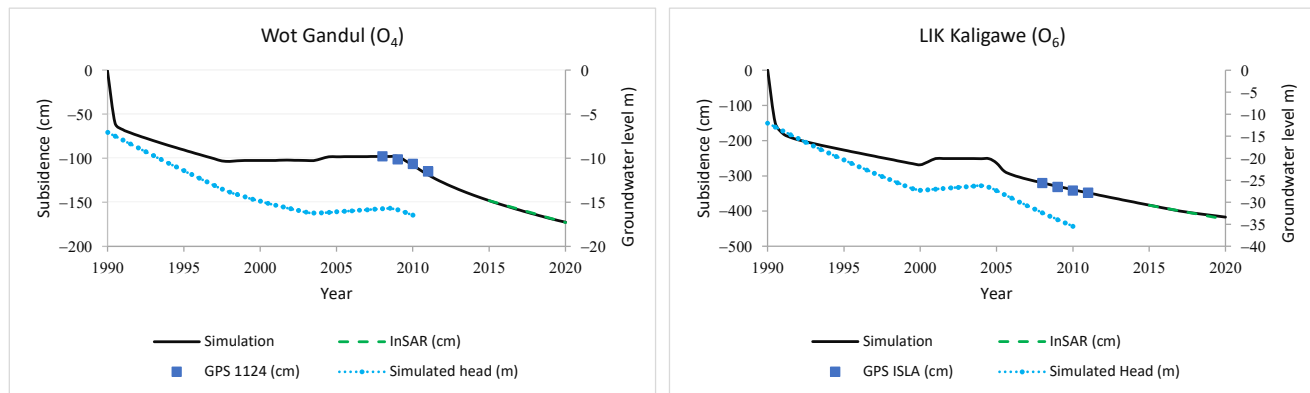 Wot Gandul (O4)
0
−50
−100
−150
−200
Subsidence (cm)
0
−5
−10
−15
−20
Groundwater level m)
1990 1995 2000 2005 2010 2015 2020
Year
Simulation InSAR (cm)
GPS 1124 (cm) Simulated head (m)
LIK Kaligawe (O6)
0
−100
−200
−300
−400
−500
Subsidence (cm)
0
−5
−10
−15
−20
−25
−30
−35
−40
Groundwater level m)
1990 1995 2000 2005 2010 2015 2020
Year
Simulation InSAR (cm)
GPS ISLA (cm) Simulated Head (m)